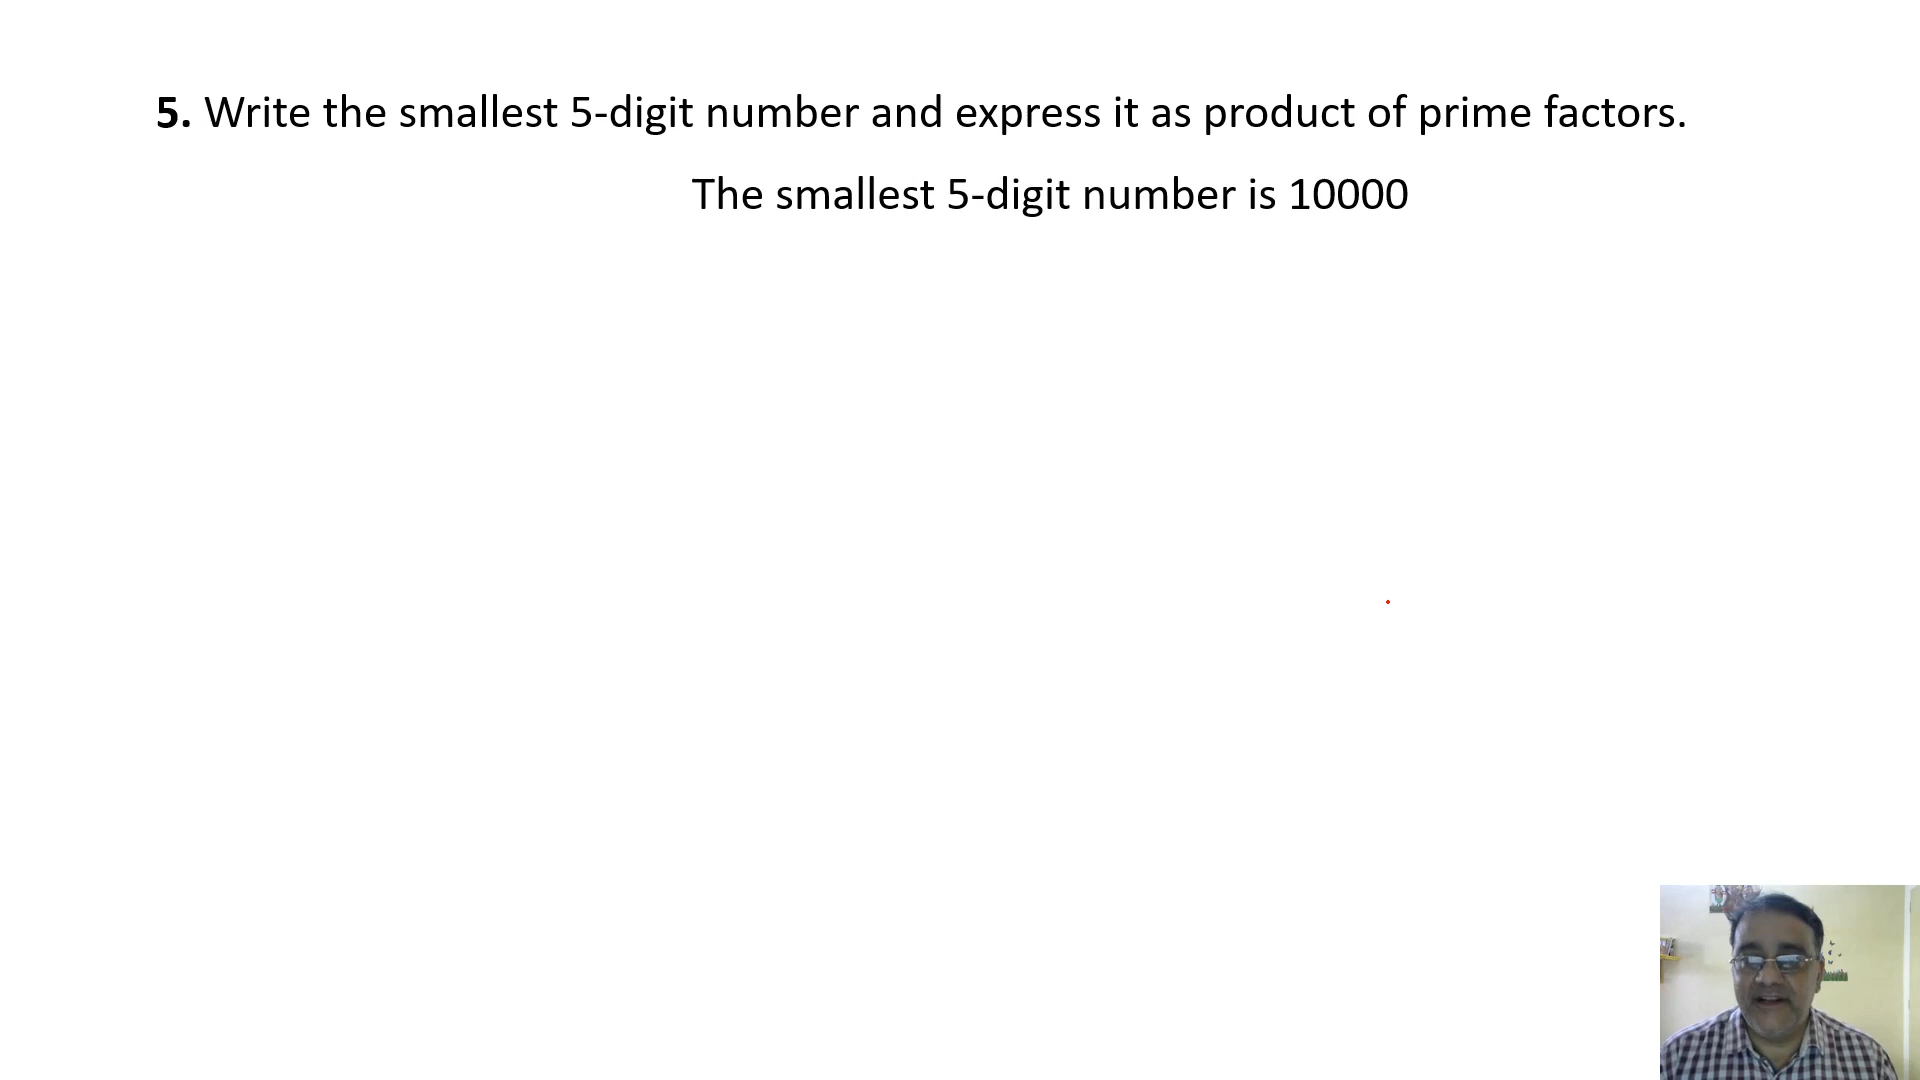 5. Write the smallest 5-digit number and express it as product of prime factors.
The smallest 5-digit number is 10000